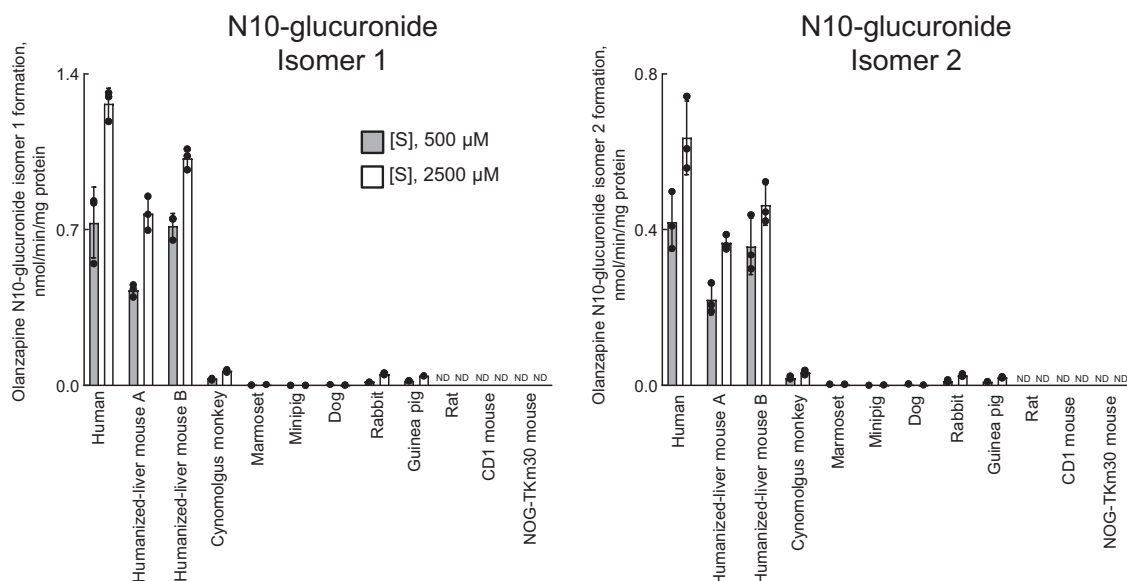 N10-glucuronide
Isomer 1
Olanzapine N10-glucuronide isomer 1 formation,
nmol/min/mg protein
1.4
0.7
0.0
[S], 500 µM
[S], 2500 µM
ND ND ND ND ND ND
Human
Humanized-liver mouse A
Humanized-liver mouse B
Cynomolgus monkey
Marmoset
Minipig
Dog
Rabbit
Guinea pig
Rat
CD1 mouse
NOG-TKm30 mouse
N10-glucuronide
Isomer 2
Olanzapine N10-glucuronide isomer 2 formation,
nmol/min/mg protein
0.8
0.4
0.0
ND ND ND ND ND ND
Human
Humanized-liver mouse A
Humanized-liver mouse B
Cynomolgus monkey
Marmoset
Minipig
Dog
Rabbit
Guinea pig
Rat
CD1 mouse
NOG-TKm30 mouse